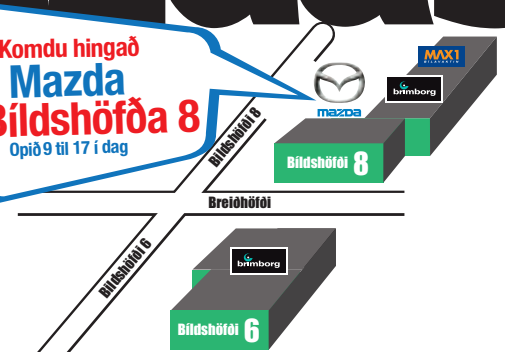 Komdu hingað
Mazda
Bíldshöfða 8
Opið 9 til 17 í dag
MAX1
brimborg
mazda
Bíldshöfði 8
Bíldshöfði 8
Breiðhöfði
Bíldshöfði 6
brimborg
Bíldshöfði 6